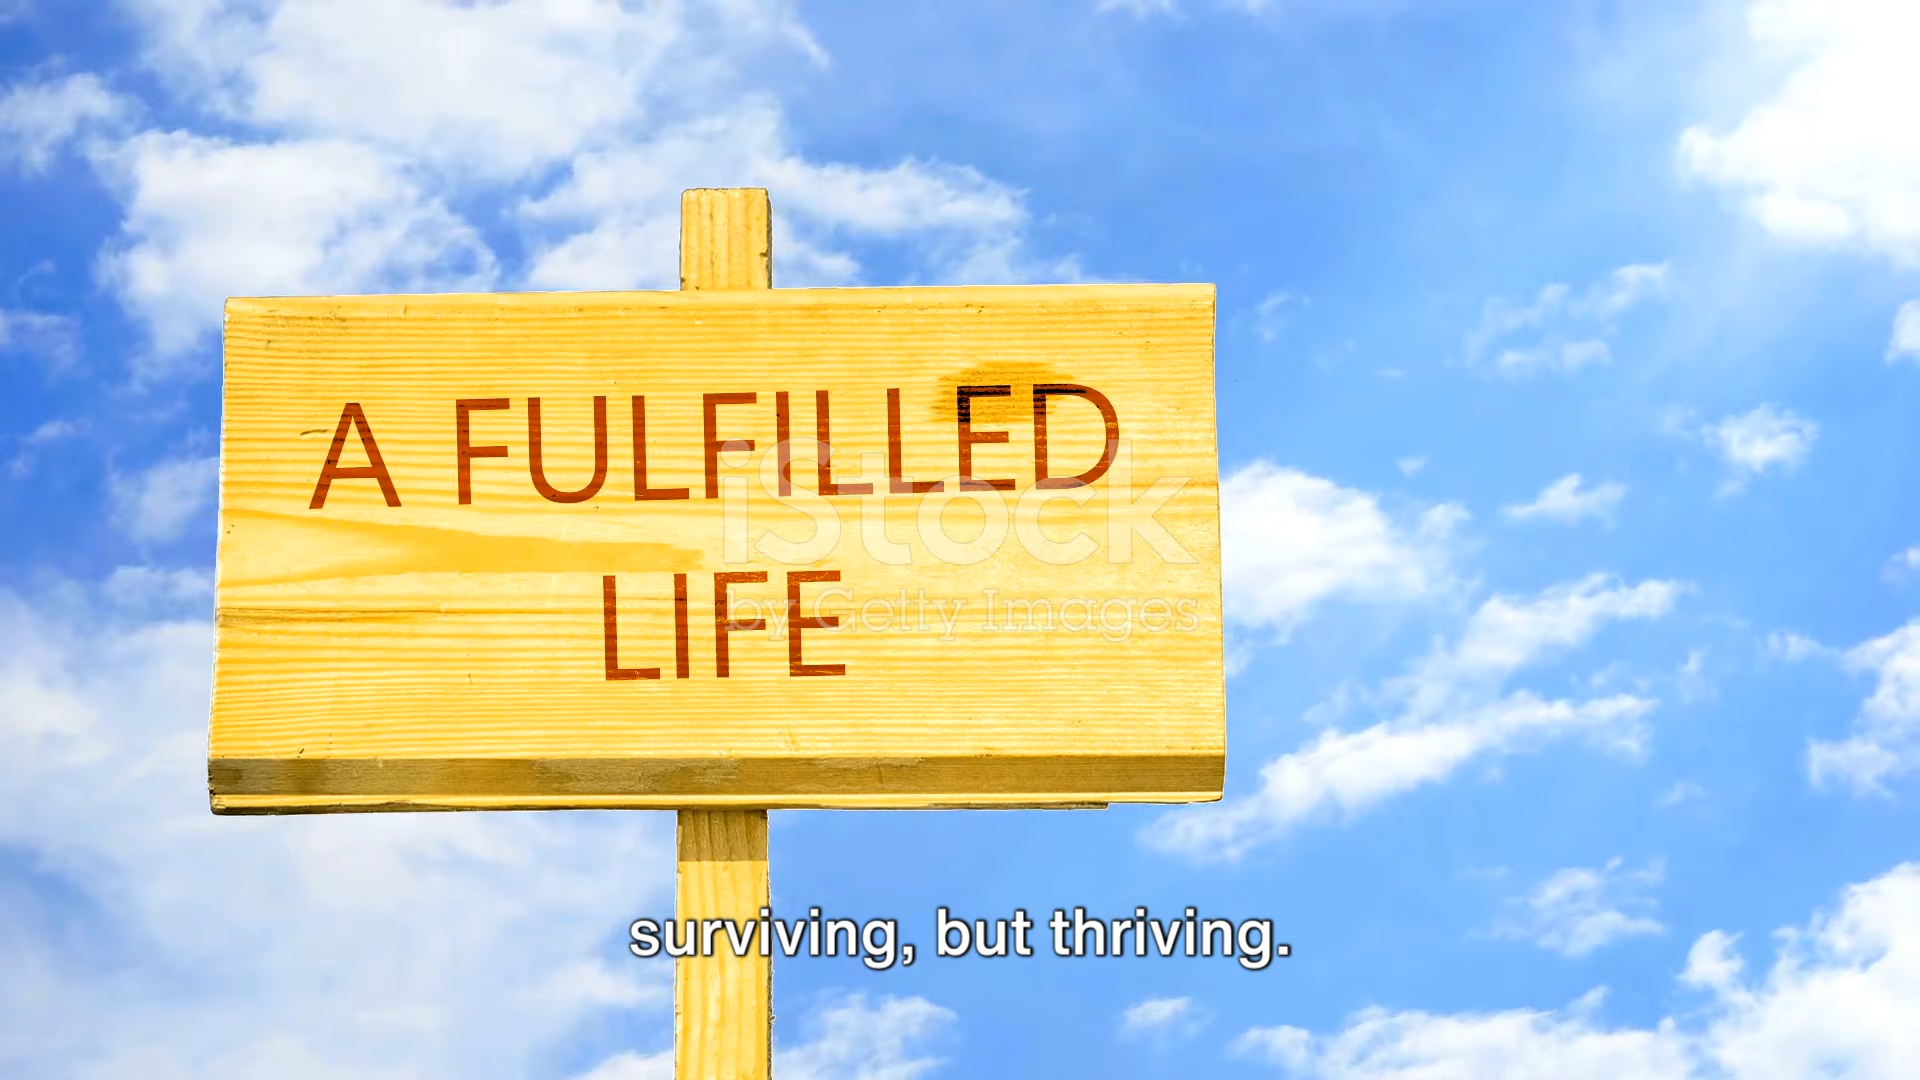 A FULFILLED
iStock
LIFE
by Getty Images
surviving, but thriving.